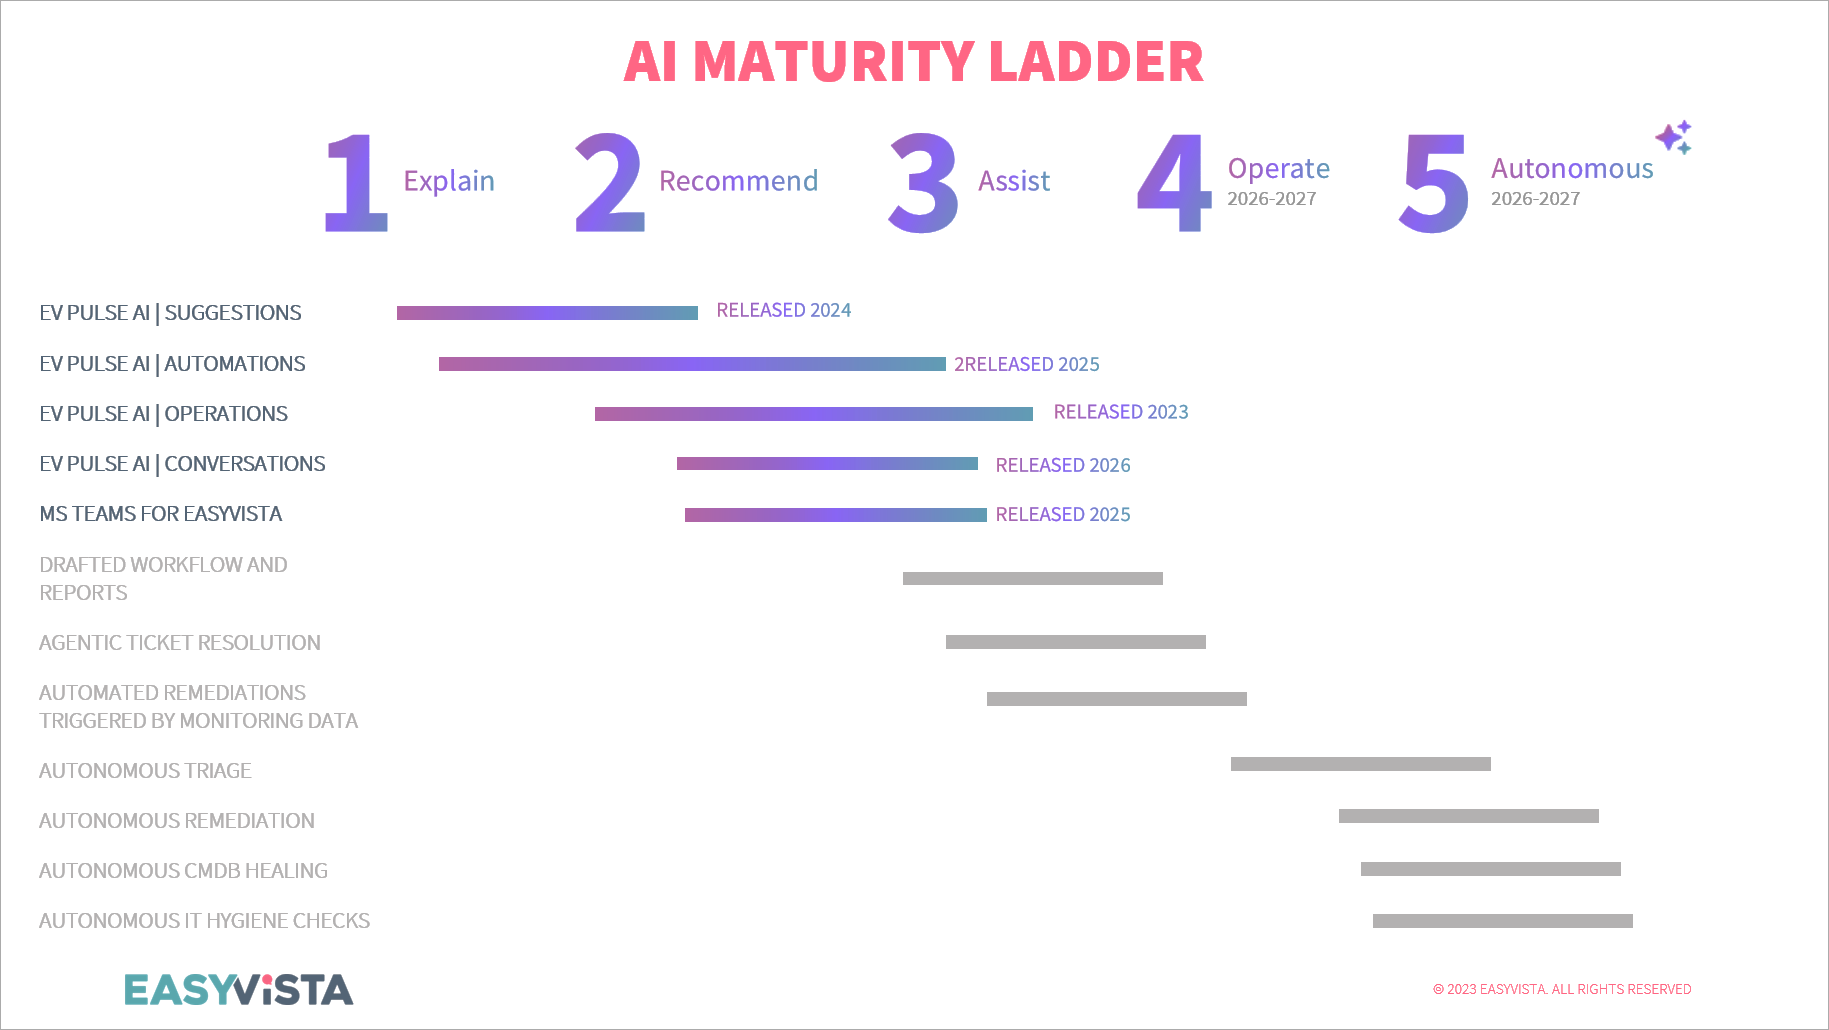 AI MATURITY LADDER
1 Explain
2 Recommend
3 Assist
4 Operate
2026-2027
5 Autonomous
2026-2027
EV PULSE AI | SUGGESTIONS
RELEASED 2024
EV PULSE AI | AUTOMATIONS
2RELEASED 2025
EV PULSE AI | OPERATIONS
RELEASED 2023
EV PULSE AI | CONVERSATIONS
RELEASED 2026
MS TEAMS FOR EASYVISTA
RELEASED 2025
DRAFTED WORKFLOW AND
REPORTS
AGENTIC TICKET RESOLUTION
AUTOMATED REMEDIATIONS
TRIGGERED BY MONITORING DATA
AUTONOMOUS TRIAGE
AUTONOMOUS REMEDIATION
AUTONOMOUS CMDB HEALING
AUTONOMOUS IT HYGIENE CHECKS
EASYViSTA
© 2023 EASYVISTA. ALL RIGHTS RESERVED